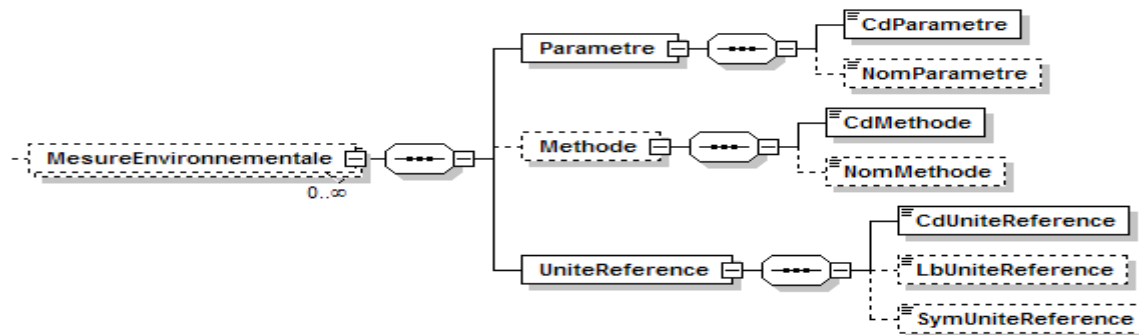 CdParametre
Parametre
NomParametre
CdMethode
MesureEnvironnementale
Methode
0..∞
NomMethode
CdUniteReference
UniteReference
LbUniteReference
SymUniteReference